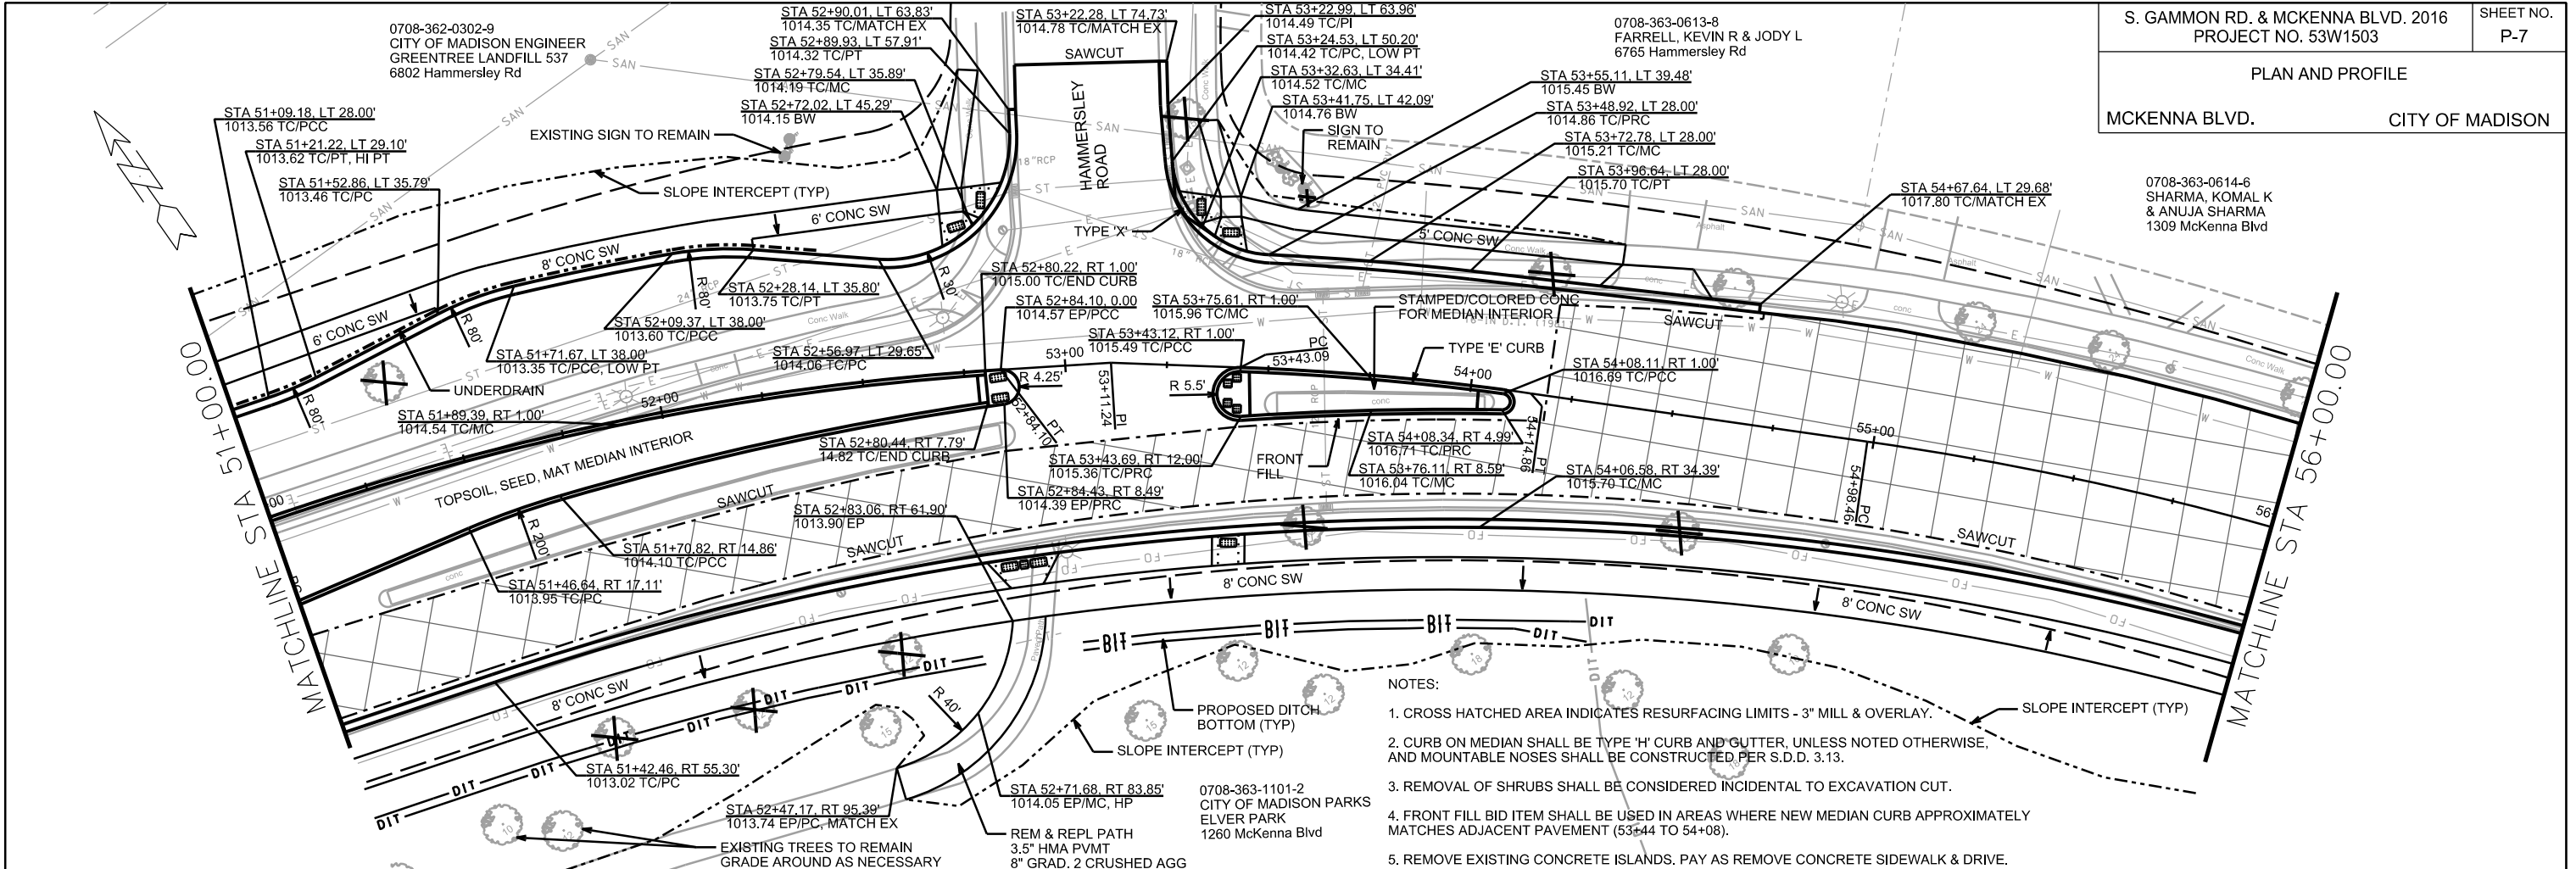 S. GAMMON RD. & MCKENNA BLVD. 2016
PROJECT NO. 53W1503
SHEET NO.
P-7
PLAN AND PROFILE
MCKENNA BLVD.
CITY OF MADISON
0708-362-0302-9
CITY OF MADISON ENGINEER
GREENTREE LANDFILL 537
6802 Hammersley Rd
STA 52+90.01, LT 63.83'
1014.35 TC/MATCH EX
STA 52+89.93, LT 57.91'
1014.32 TC/PT
STA 52+79.54, LT 35.89'
1014.19 TC/MC
STA 52+72.02, LT 45.29'
1014.15 BW
STA 53+22.28, LT 74.73'
1014.78 TC/MATCH EX
SAWCUT
HAMMERSLEY
ROAD
STA 53+22.99, LT 63.96'
1014.49 TC/PI
STA 53+24.53, LT 50.20'
1014.42 TC/PC, LOW PT
STA 53+32.63, LT 34.41'
1014.52 TC/MC
STA 53+41.75, LT 42.09'
1014.76 BW
SIGN TO
REMAIN
0708-363-0613-8
FARRELL, KEVIN R & JODY L
6765 Hammersley Rd
STA 53+55.11, LT 39.48'
1015.45 BW
STA 53+48.92, LT 28.00'
1014.86 TC/PRC
STA 53+72.78, LT 28.00'
1015.21 TC/MC
STA 53+96.64, LT 28.00'
1015.70 TC/PT
STA 54+67.64, LT 29.68'
1017.80 TC/MATCH EX
0708-363-0614-6
SHARMA, KOMAL K
& ANUJA SHARMA
1309 McKenna Blvd
STA 51+09.18, LT 28.00'
1013.56 TC/PCC
STA 51+21.22, LT 29.10'
1013.62 TC/PT, HI PT
STA 51+52.86, LT 35.79'
1013.46 TC/PC
EXISTING SIGN TO REMAIN
SLOPE INTERCEPT (TYP)
6' CONC SW
8' CONC SW
6' CONC SW
TYPE 'X'
5' CONC SW
18"RCP
R 80'
R 80'
R 80'
R 30'
STA 52+28.14, LT 35.80'
1013.75 TC/PT
STA 52+09.37, LT 38.00'
1013.60 TC/PCC
STA 51+71.67, LT 38.00'
1013.35 TC/PCC, LOW PT
STA 52+56.97, LT 29.65'
1014.06 TC/PC
UNDERDRAIN
STA 51+89.39, RT 1.00'
1014.54 TC/MC
STA 52+80.22, RT 1.00'
1015.00 TC/END CURB
STA 52+84.10, 0.00
1014.57 EP/PCC
STA 53+75.61, RT 1.00'
1015.96 TC/MC
STA 53+43.12, RT 1.00'
1015.49 TC/PCC
STAMPED/COLORED CONC
FOR MEDIAN INTERIOR
TYPE 'E' CURB
SAWCUT
STA 54+08.11, RT 1.00'
1016.69 TC/PCC
PC
53+43.09
52+00
53+00
54+00
55+00
R 4.25'
R 5.5'
PI
53+11.24
PT
52+84.10
PT
54+14.86
PC
54+98.46
STA 52+80.44, RT 7.79'
14.82 TC/END CURB
STA 53+43.69, RT 12.00'
1015.36 TC/PRC
STA 52+84.43, RT 8.49'
1014.39 EP/PRC
STA 52+83.06, RT 61.90'
1013.90 EP
FRONT
FILL
STA 54+08.34, RT 4.99'
1016.71 TC/PRC
STA 53+76.11, RT 8.59'
1016.04 TC/MC
STA 54+06.58, RT 34.39'
1015.70 TC/MC
TOPSOIL, SEED, MAT MEDIAN INTERIOR
SAWCUT
SAWCUT
SAWCUT
R 200'
STA 51+70.82, RT 14.86'
1014.10 TC/PCC
STA 51+46.64, RT 17.11'
1013.95 TC/PC
MATCHLINE STA 51+00.00
MATCHLINE STA 56+00.00
8' CONC SW
8' CONC SW
8' CONC SW
STA 51+42.46, RT 55.30'
1013.02 TC/PC
STA 52+47.17, RT 95.39'
1013.74 EP/PC, MATCH EX
EXISTING TREES TO REMAIN
GRADE AROUND AS NECESSARY
R 40'
STA 52+71.68, RT 83.85'
1014.05 EP/MC, HP
REM & REPL PATH
3.5" HMA PVMT
8" GRAD. 2 CRUSHED AGG
PROPOSED DITCH
BOTTOM (TYP)
SLOPE INTERCEPT (TYP)
0708-363-1101-2
CITY OF MADISON PARKS
ELVER PARK
1260 McKenna Blvd
SLOPE INTERCEPT (TYP)
NOTES:
1. CROSS HATCHED AREA INDICATES RESURFACING LIMITS - 3" MILL & OVERLAY.
2. CURB ON MEDIAN SHALL BE TYPE 'H' CURB AND GUTTER, UNLESS NOTED OTHERWISE,
AND MOUNTABLE NOSES SHALL BE CONSTRUCTED PER S.D.D. 3.13.
3. REMOVAL OF SHRUBS SHALL BE CONSIDERED INCIDENTAL TO EXCAVATION CUT.
4. FRONT FILL BID ITEM SHALL BE USED IN AREAS WHERE NEW MEDIAN CURB APPROXIMATELY
MATCHES ADJACENT PAVEMENT (53+44 TO 54+08).
5. REMOVE EXISTING CONCRETE ISLANDS. PAY AS REMOVE CONCRETE SIDEWALK & DRIVE.